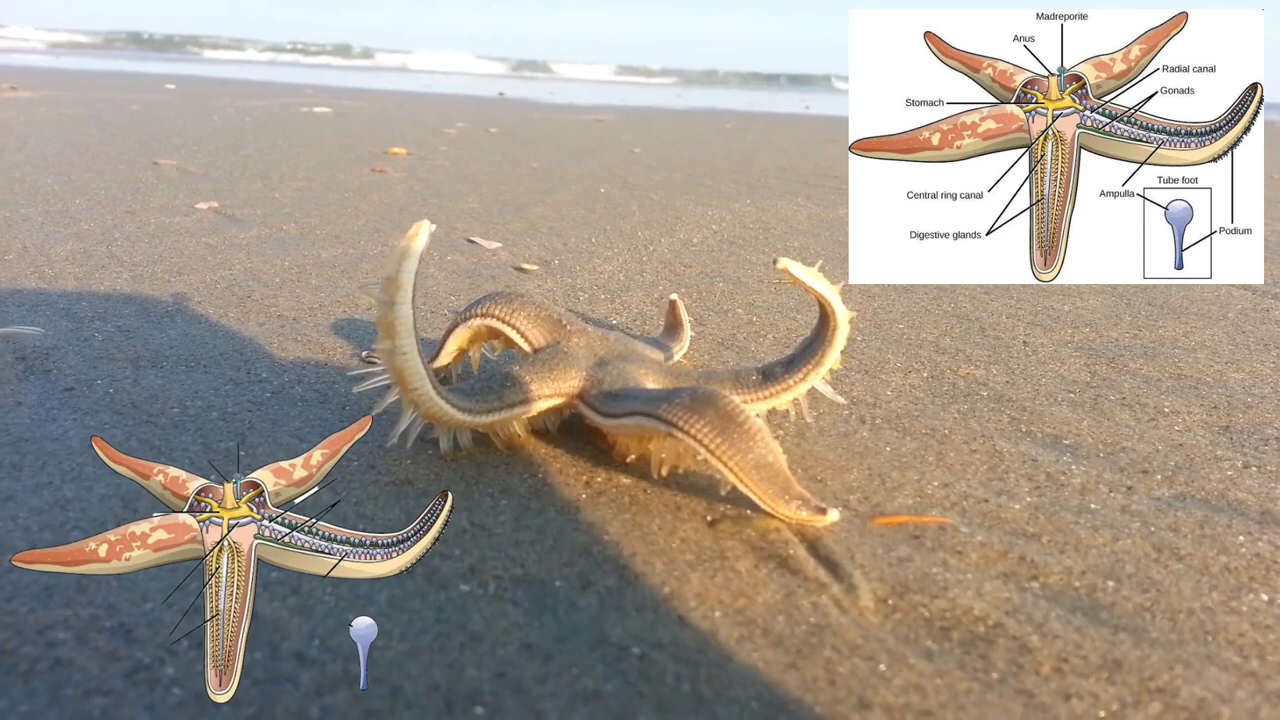 Madreporite
Anus
Radial canal
Gonads
Stomach
Tube foot
Central ring canal
Ampulla
Podium
Digestive glands